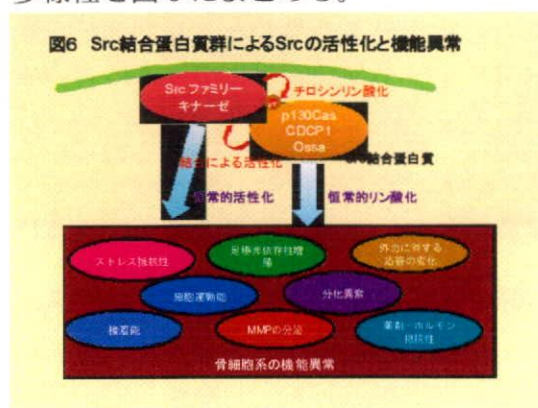 図6 Src結合蛋白質群によるSrcの活性化と機能異常
Src ファミリー
キナーゼ
チロシンリン酸化
p130Cas
CDCP1
Ossa
結合による活性化
結合蛋白質
恒常的活性化
恒常的リン酸化
ストレス抵抗性
足場非依存性増
殖
外力に対する
応答の変化
細胞運動能
分化異常
接着能
MMPの分泌
薬剤・ホルモン
抵抗性
骨細胞系の機能異常